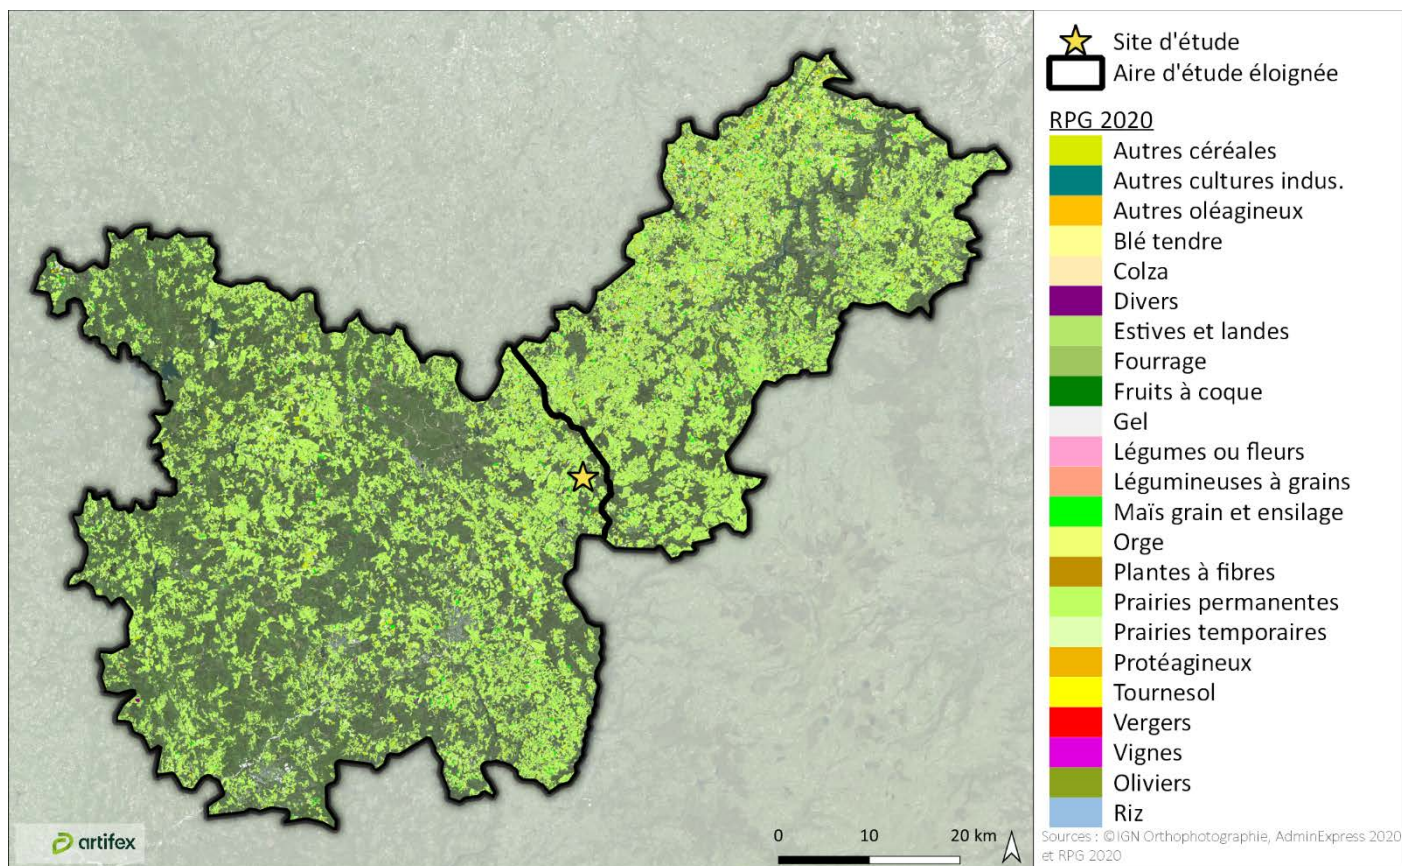 Site d'étude
Aire d'étude éloignée
RPG 2020
Autres céréales
Autres cultures indus.
Autres oléagineux
Blé tendre
Colza
Divers
Estives et landes
Fourrage
Fruits à coque
Gel
Légumes ou fleurs
Légumineuses à grains
Maïs grain et ensilage
Orge
Plantes à fibres
Prairies permanentes
Prairies temporaires
Protéagineux
Tournesol
Vergers
Vignes
Oliviers
Riz
Sources : ©IGN Orthophotographie, AdminExpress 2020
et RPG 2020
0 10 20 km
artifex